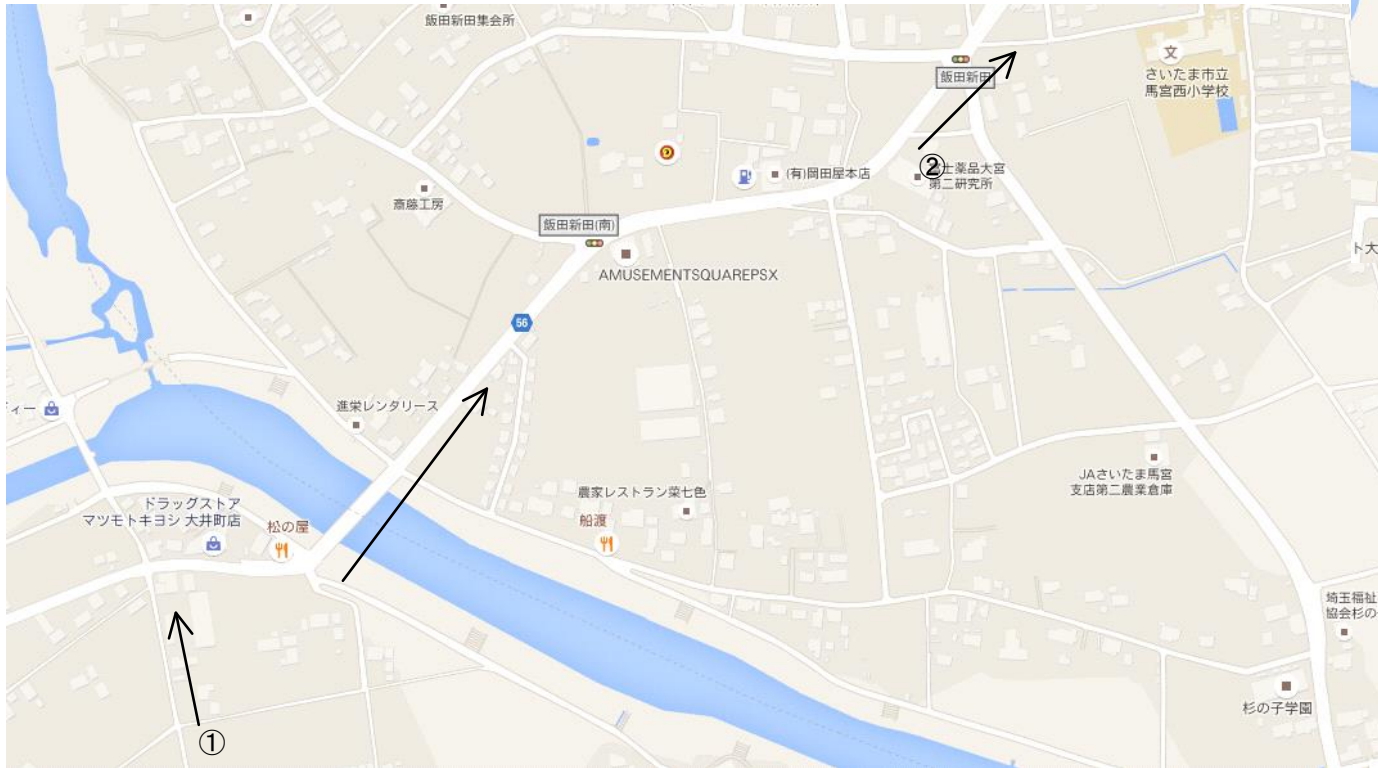 飯田新田集会所
飯田新田
文
さいたま市立
馬宮西小学校
②
(有)岡田屋本店
士薬品大宮
第二研究所
斎藤工房
飯田新田(南)
AMUSEMENTSQUAREPSX
ト大
56
進栄レンタリース
ィー
JAさいたま馬宮
支店第二農業倉庫
農家レストラン菜七色
船渡
ドラッグストア
マツモトキヨシ 大井町店
松の屋
埼玉福祉
協会杉の
杉の子学園
①